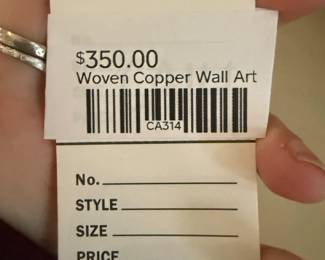 $350.00
Woven Copper Wall Art
CA314
No.
STYLE
SIZE
PRICE